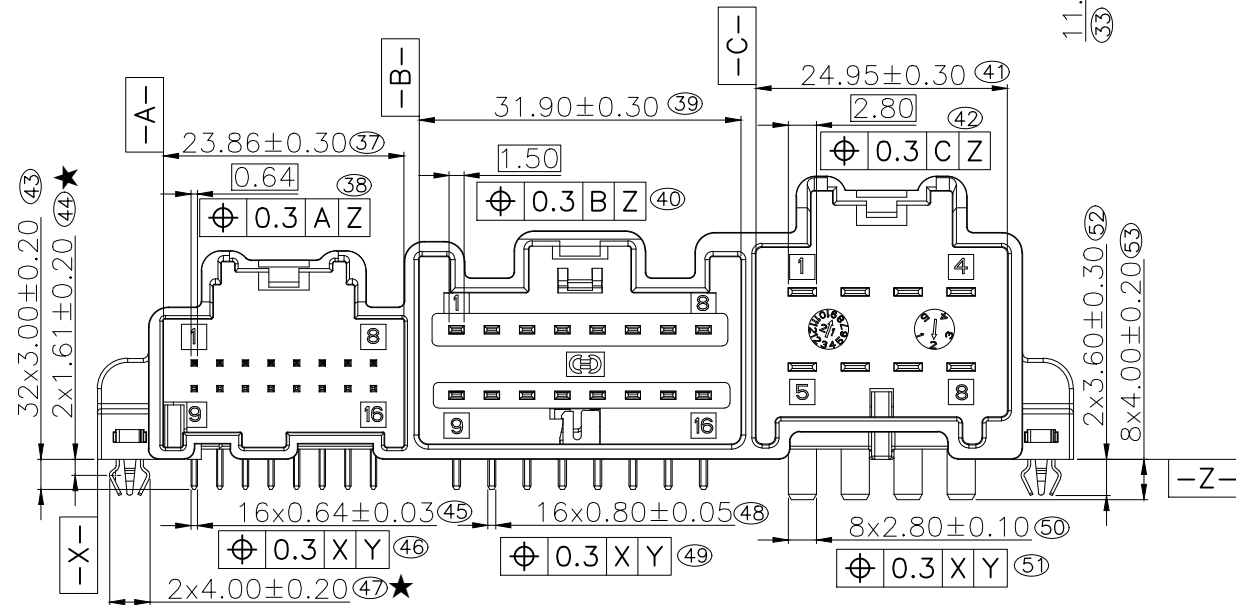 11.
33
-A-
-B-
-C-
24.95±0.30 41
31.90±0.30 39
2.80
42
⌖ 0.3 C Z
23.86±0.30 37
1.50
0.64
38
⌖ 0.3 B Z 40
⌖ 0.3 A Z
32x3.00±0.20 43
2x1.61±0.20 44 ★
2x3.60±0.30 52
8x4.00±0.20 53
1
4
1
8
1
8
5
8
9
16
9
16
-Z-
-X-
16x0.64±0.03 45
16x0.80±0.05 48
8x2.80±0.10 50
⌖ 0.3 X Y 46
⌖ 0.3 X Y 49
⌖ 0.3 X Y 51
2x4.00±0.20 47 ★